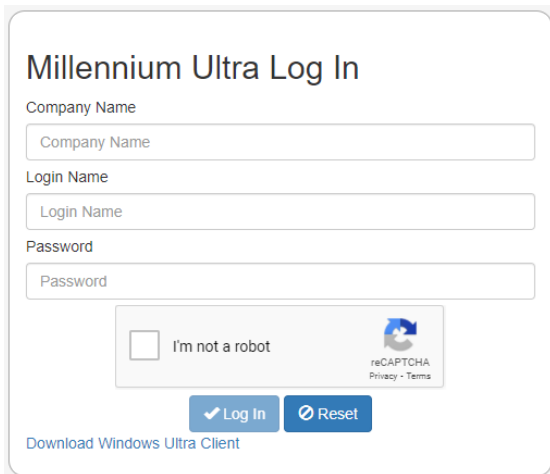 Millennium Ultra Log In
Company Name
Company Name
Login Name
Login Name
Password
Password
I'm not a robot
reCAPTCHA
Privacy - Terms
Log In Reset
Download Windows Ultra Client